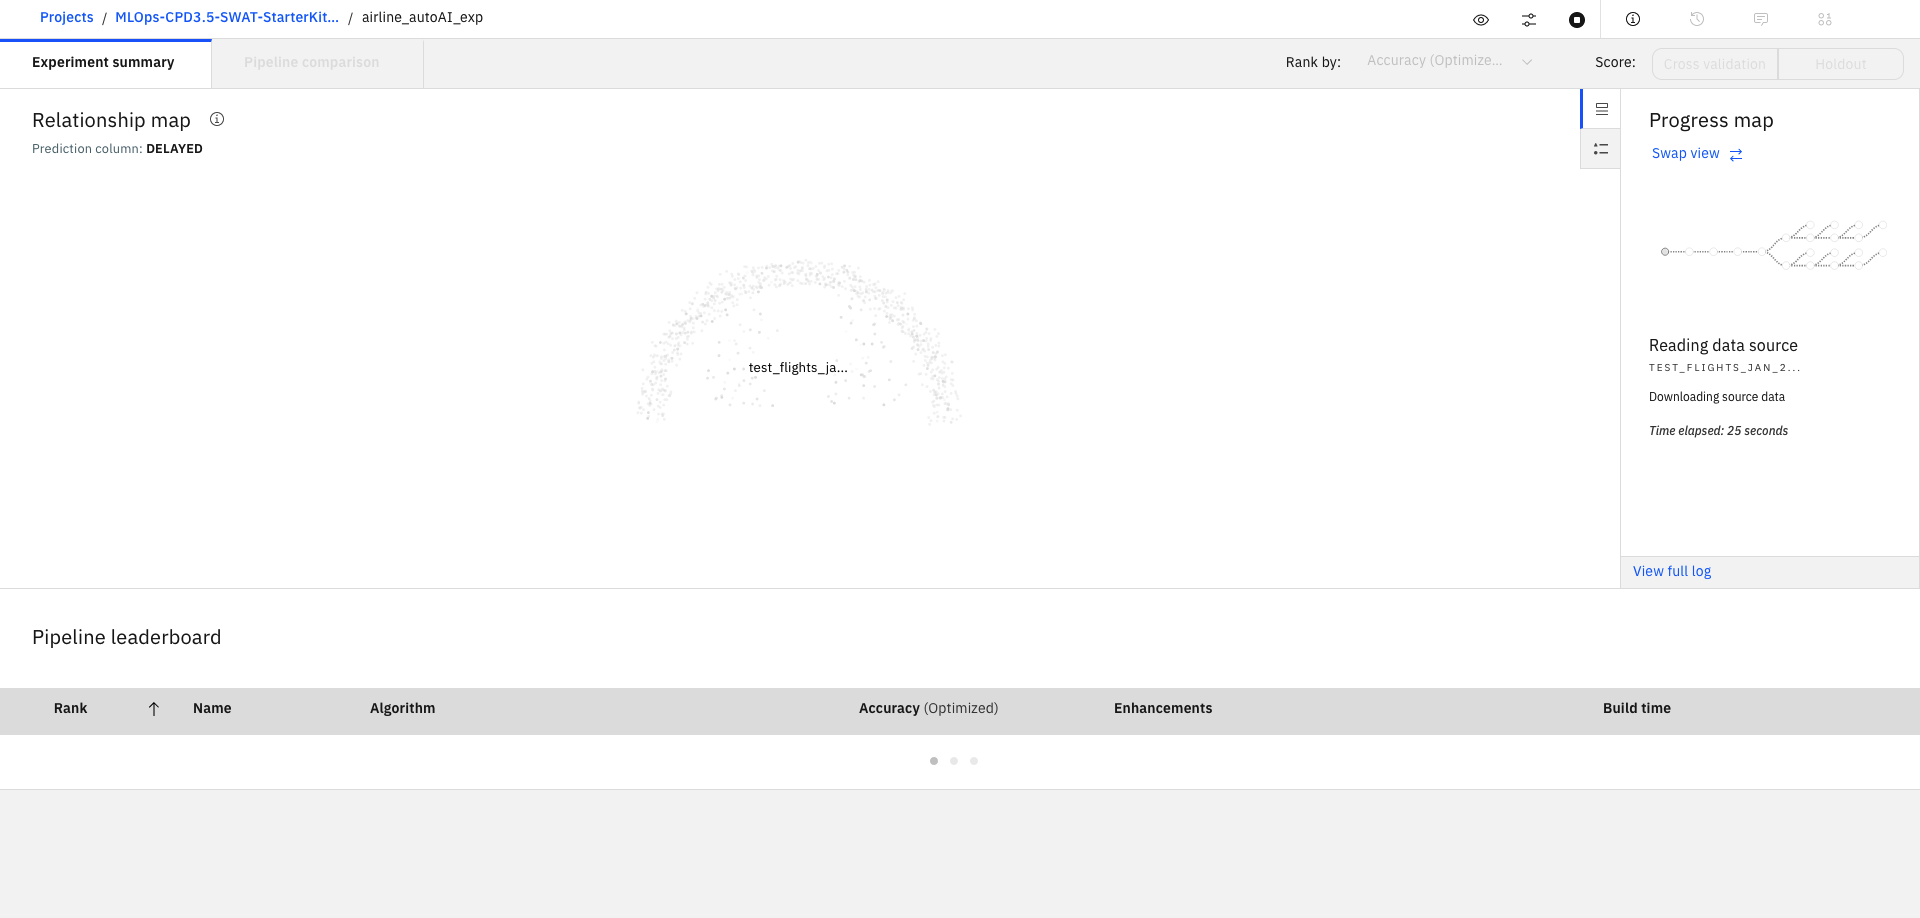 Projects / MLOps-CPD3.5-SWAT-StarterKit... / airline_autoAI_exp
Experiment summary
Pipeline comparison
Rank by:
Accuracy (Optimize...
Score:
Cross validation
Holdout
Relationship map
Prediction column: DELAYED
test_flights_ja...
Progress map
Swap view
Reading data source
TEST_FLIGHTS_JAN_2...
Downloading source data
Time elapsed: 25 seconds
View full log
Pipeline leaderboard
Rank
Name
Algorithm
Accuracy (Optimized)
Enhancements
Build time